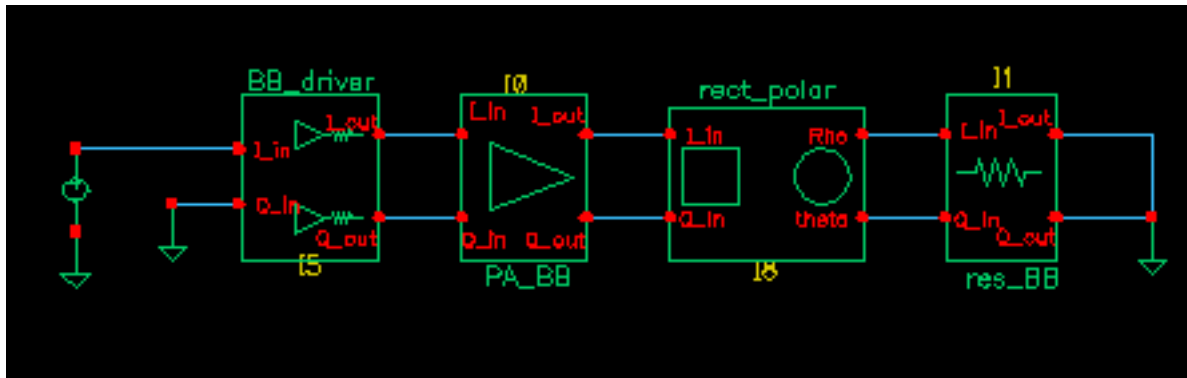 BB_driver
I0
rect_polar
I1
I_out
I_in
Q_in
Q_out
I5
I_in
I_out
Q_in
Q_out
PA_BB
I_in
Rho
Q_in
theta
I8
I_in
I_out
Q_in
Q_out
res_BB